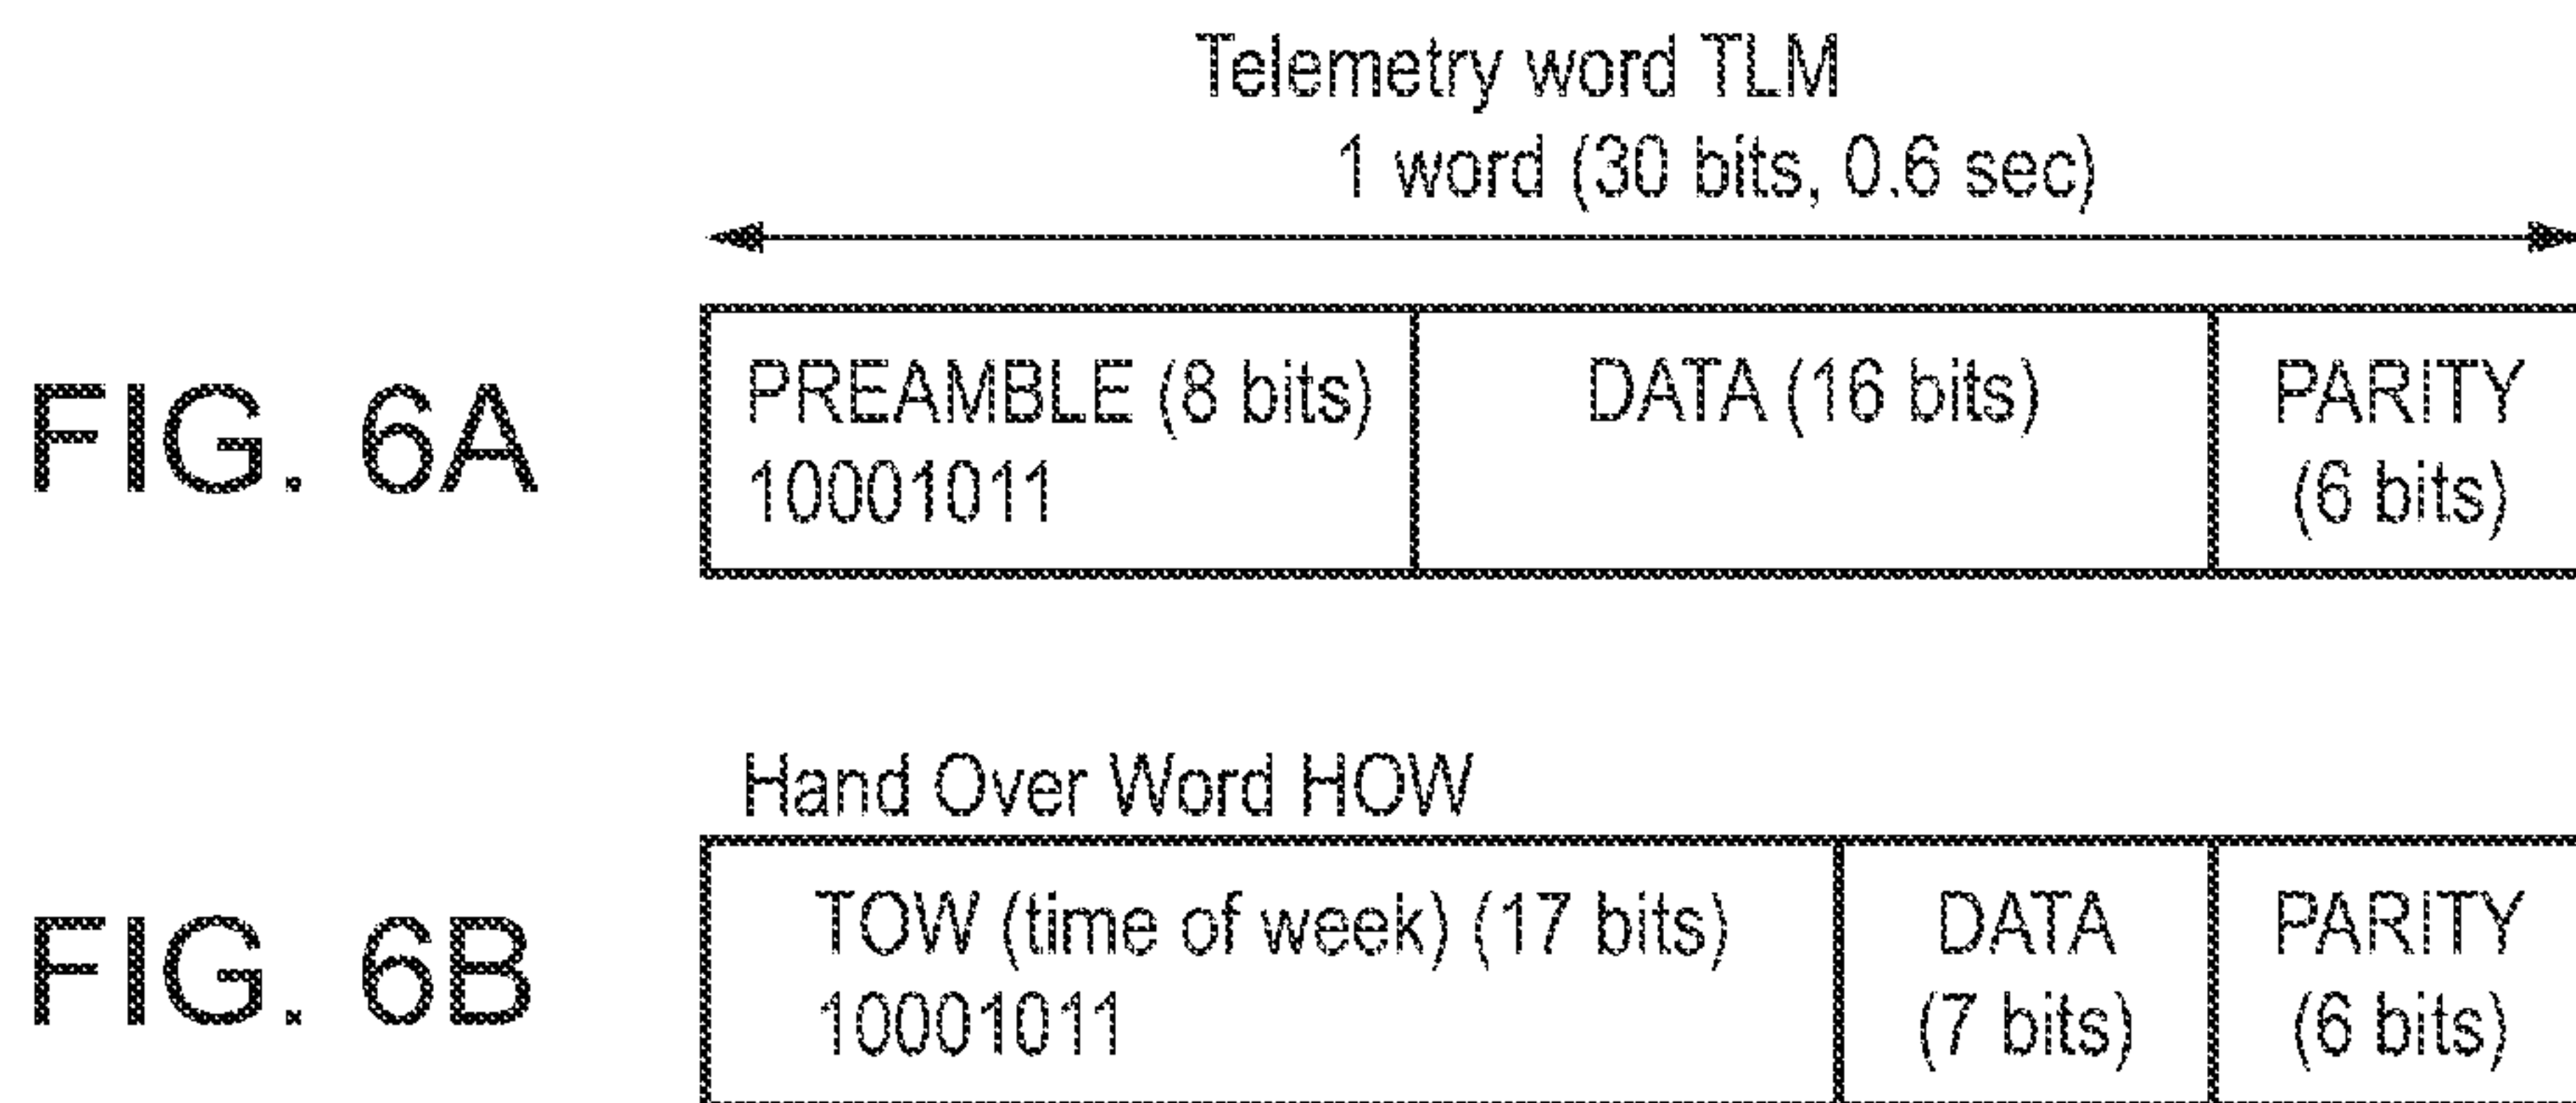 Telemetry word TLM
1 word (30 bits, 0.6 sec)
FIG. 6A
PREAMBLE (8 bits)
10001011
DATA (16 bits)
PARITY
(6 bits)
Hand Over Word HOW
FIG. 6B
TOW (time of week) (17 bits)
10001011
DATA
(7 bits)
PARITY
(6 bits)